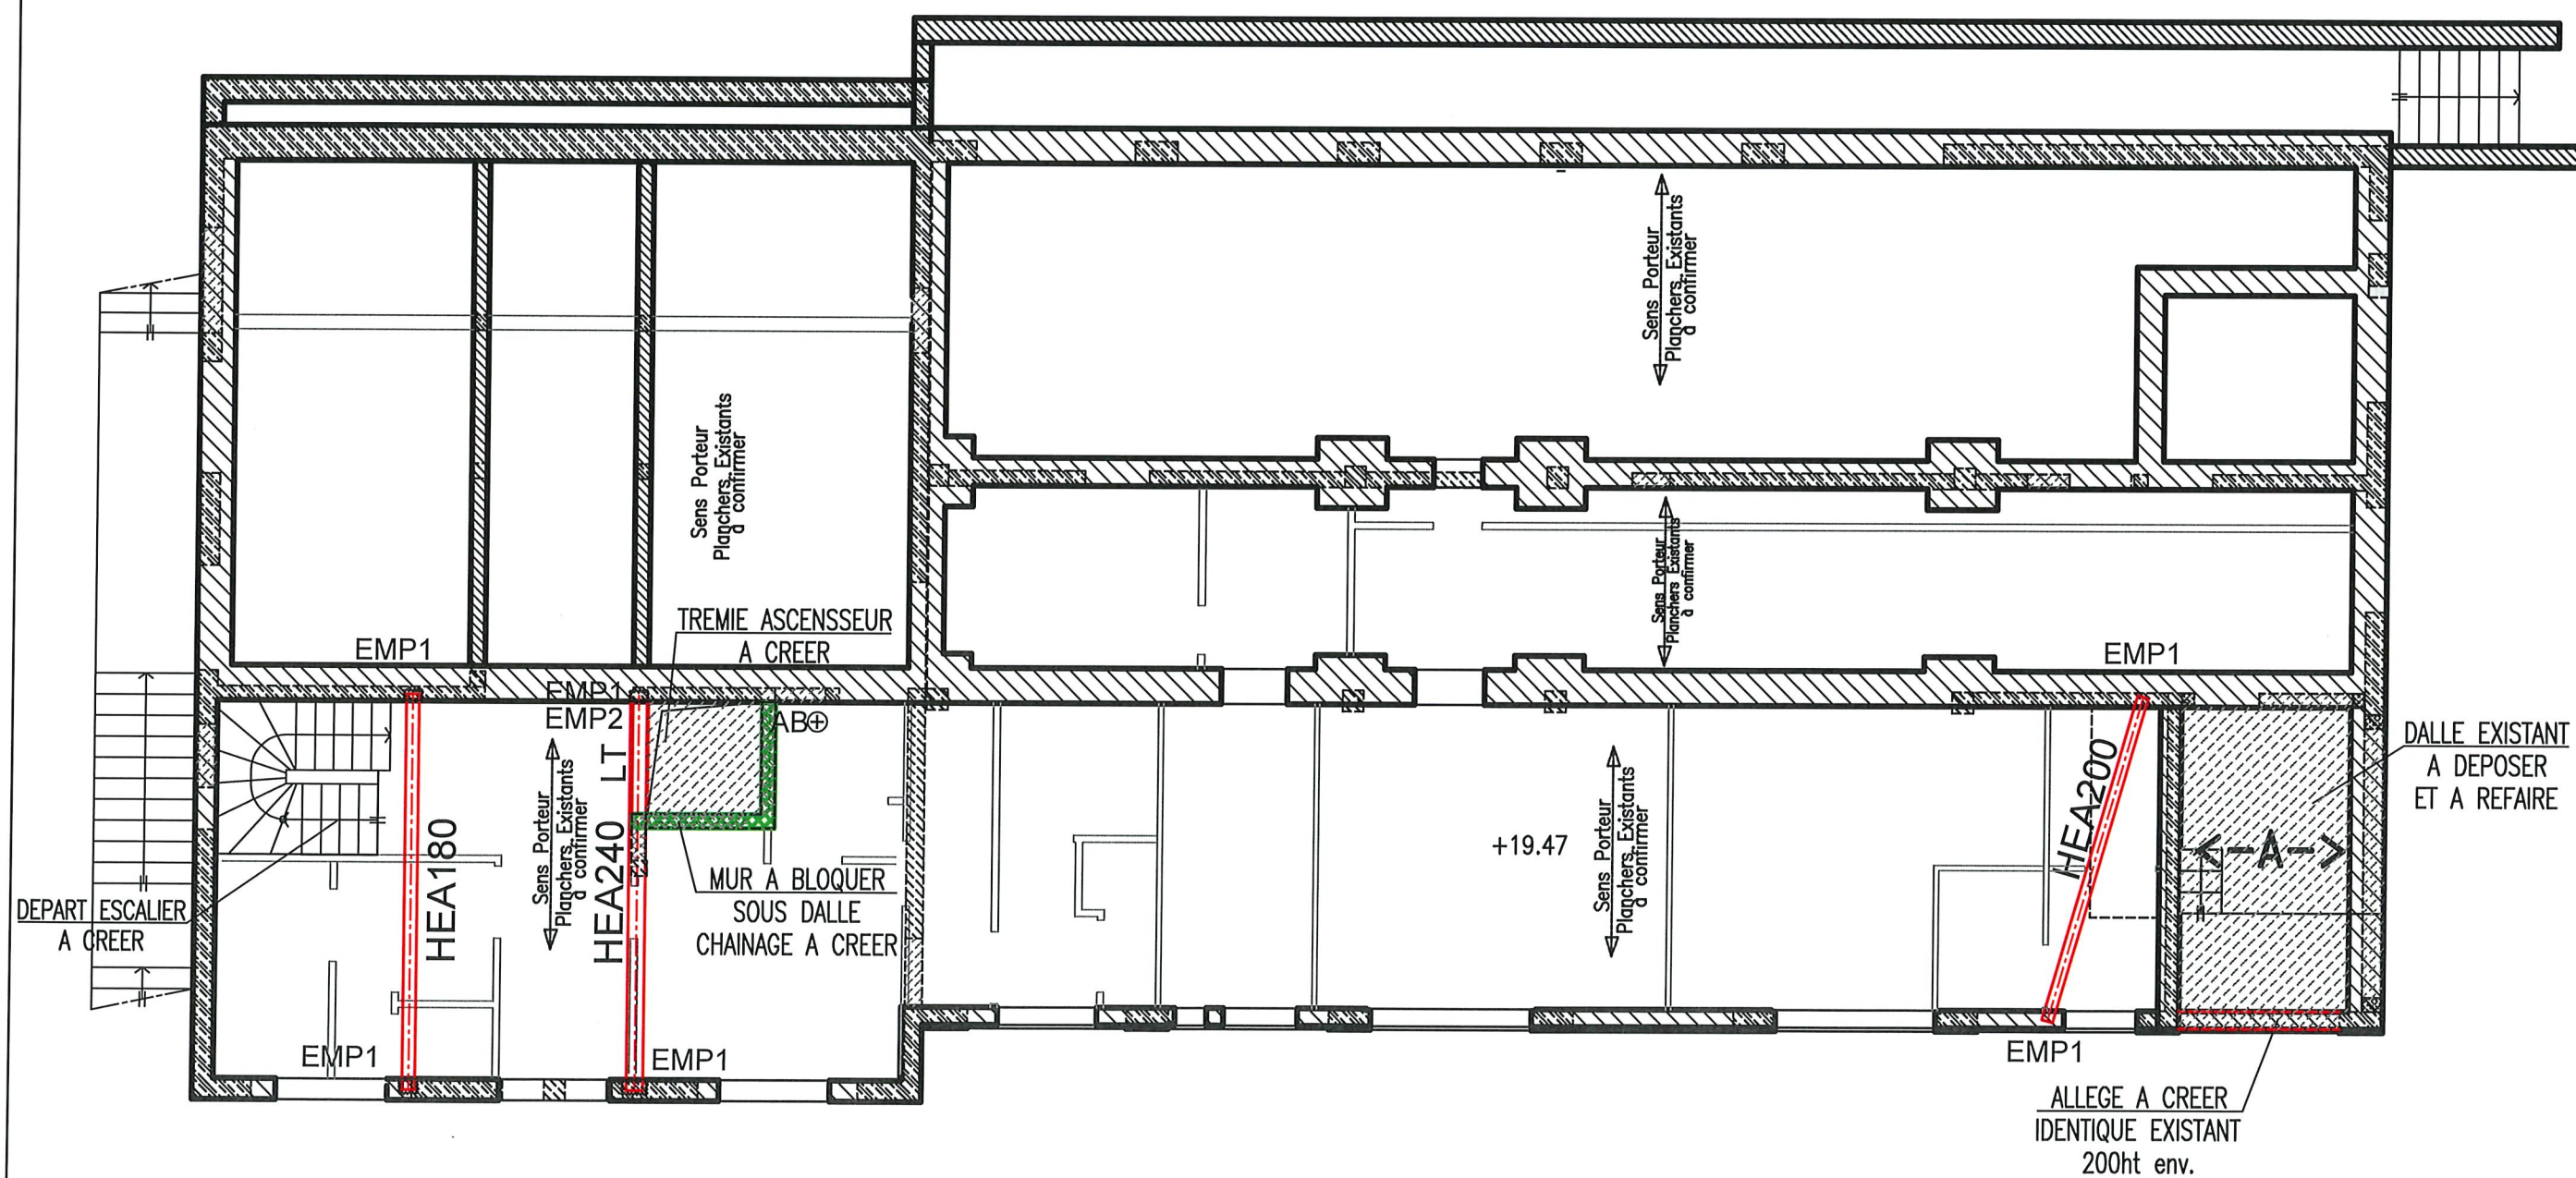 Sens Porteur
Planchers Existants
à confirmer
Sens Porteur
Planchers Existants
à confirmer
Sens Porteur
Planchers Existants
à confirmer
TREMIE ASCENSSEUR
A CREER
EMP1
EMP1
EMP1
EMP2
AB
LT
Sens Porteur
Planchers Existants
à confirmer
HEA180
HEA240
MUR A BLOQUER
SOUS DALLE
CHAINAGE A CREER
DEPART ESCALIER
A CREER
EMP1
EMP1
+19.47
Sens Porteur
Planchers Existants
à confirmer
HEA200
A
DALLE EXISTANT
A DEPOSER
ET A REFAIRE
EMP1
ALLEGE A CREER
IDENTIQUE EXISTANT
200ht env.